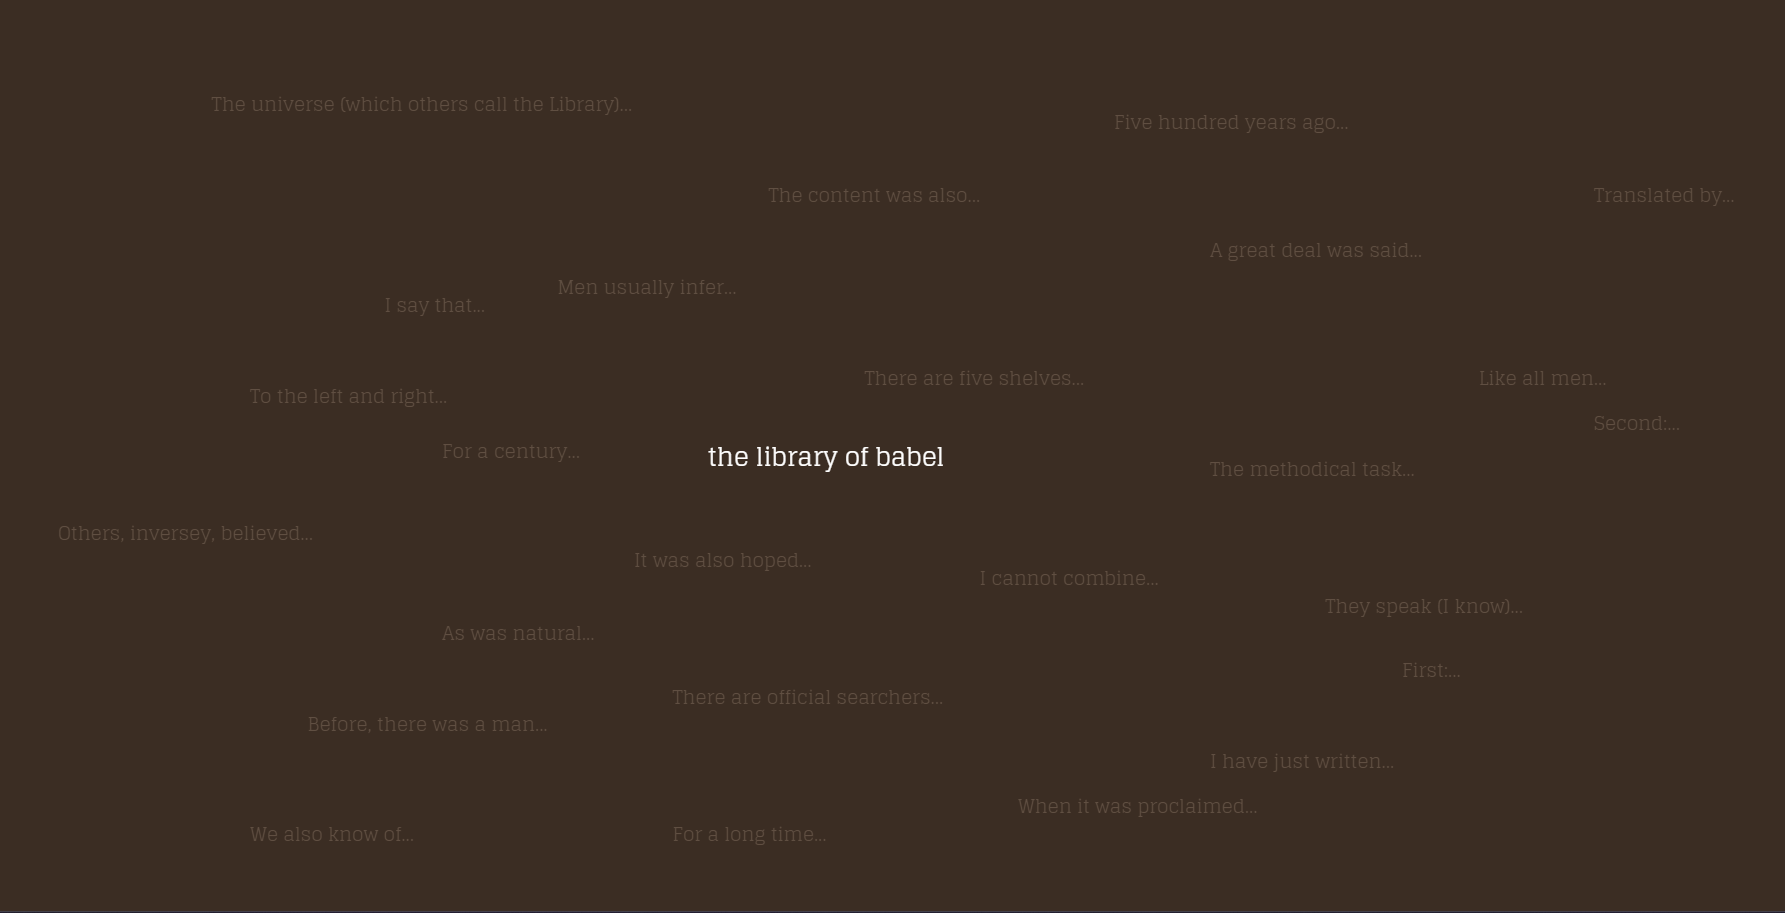 The universe (which others call the Library)...
Five hundred years ago...
The content was also...
Translated by...
A great deal was said...
Men usually infer...
I say that...
There are five shelves...
Like all men...
To the left and right...
Second:...
For a century...
the library of babel
The methodical task...
Others, inversey, believed...
It was also hoped...
I cannot combine...
They speak (I know)...
As was natural...
First:...
There are official searchers...
Before, there was a man...
I have just written...
When it was proclaimed...
We also know of...
For a long time...